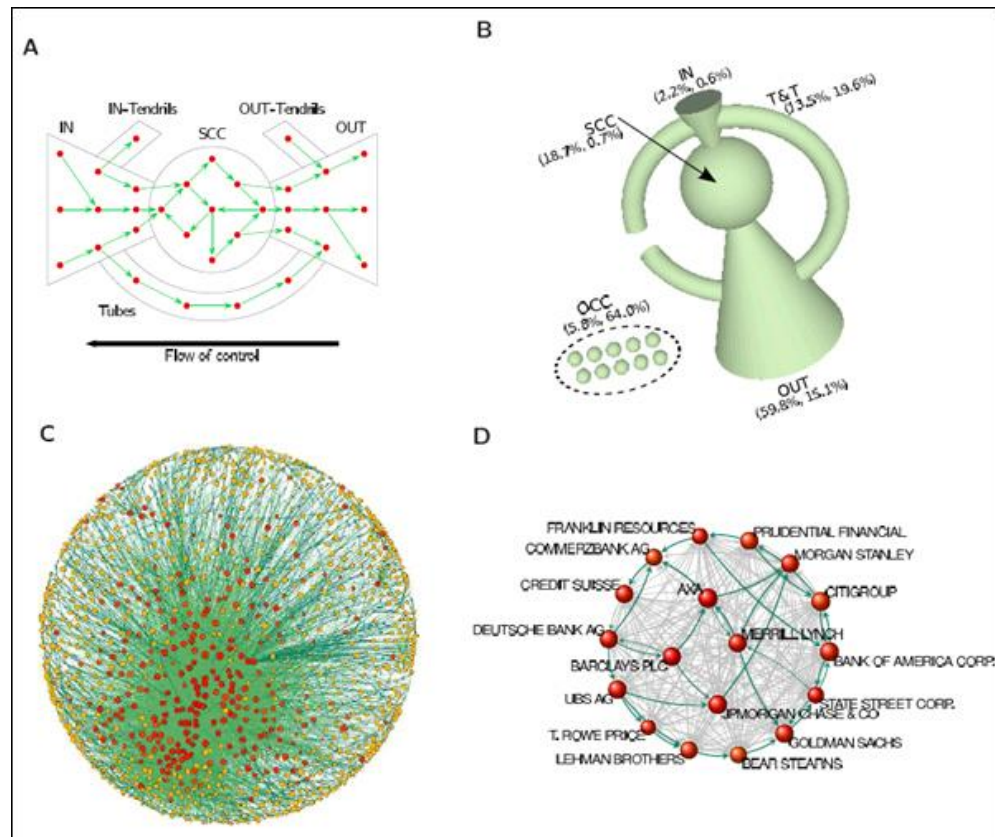 A
IN-Tendrils
OUT-Tendrils
IN
SCC
OUT
Tubes
Flow of control
B
IN
(2.2%, 0.6%)
T&T
(13.5%, 19.6%)
SCC
(18.7%, 0.7%)
OCC
(5.8%, 64.0%)
OUT
(59.8%, 15.1%)
C
D
FRANKLIN RESOURCES
PRUDENTIAL FINANCIAL
COMMERZBANK AG
MORGAN STANLEY
CREDIT SUISSE
AXA
CITIGROUP
DEUTSCHE BANK AG
MERRILL LYNCH
BARCLAYS PLC
BANK OF AMERICA CORP.
UBS AG
STATE STREET CORP.
JPMORGAN CHASE & CO
T. ROWE PRICE
GOLDMAN SACHS
LEHMAN BROTHERS
BEAR STEARNS